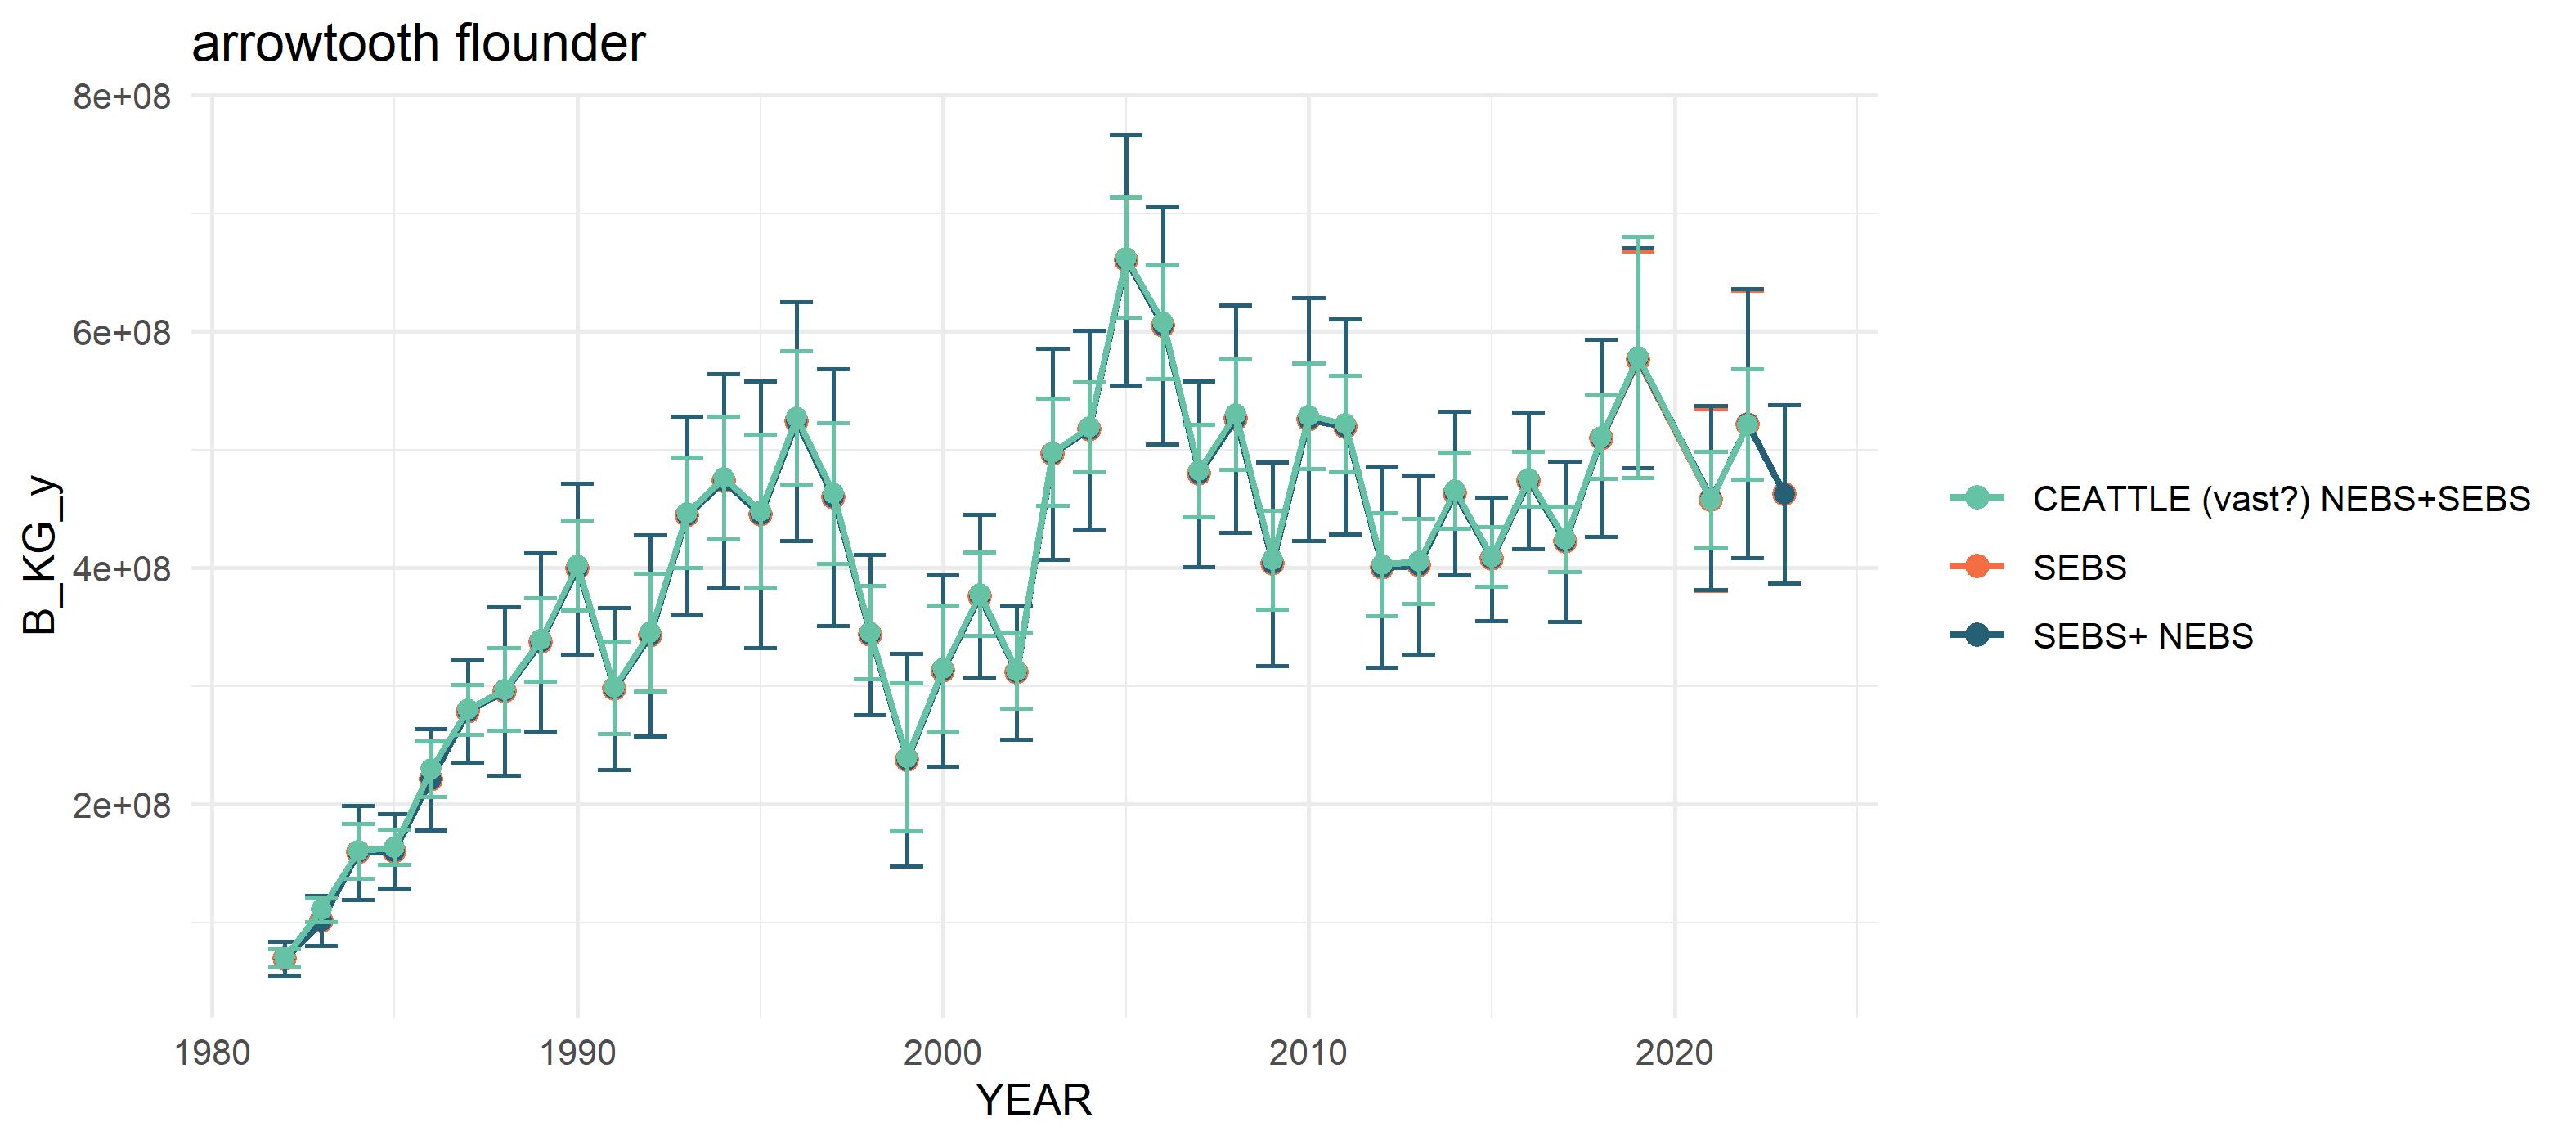 arrowtooth flounder
8e+08
6e+08
4e+08
2e+08
B_KG_y
1980
1990
2000
2010
2020
YEAR
CEATTLE (vast?) NEBS+SEBS
SEBS
SEBS+ NEBS